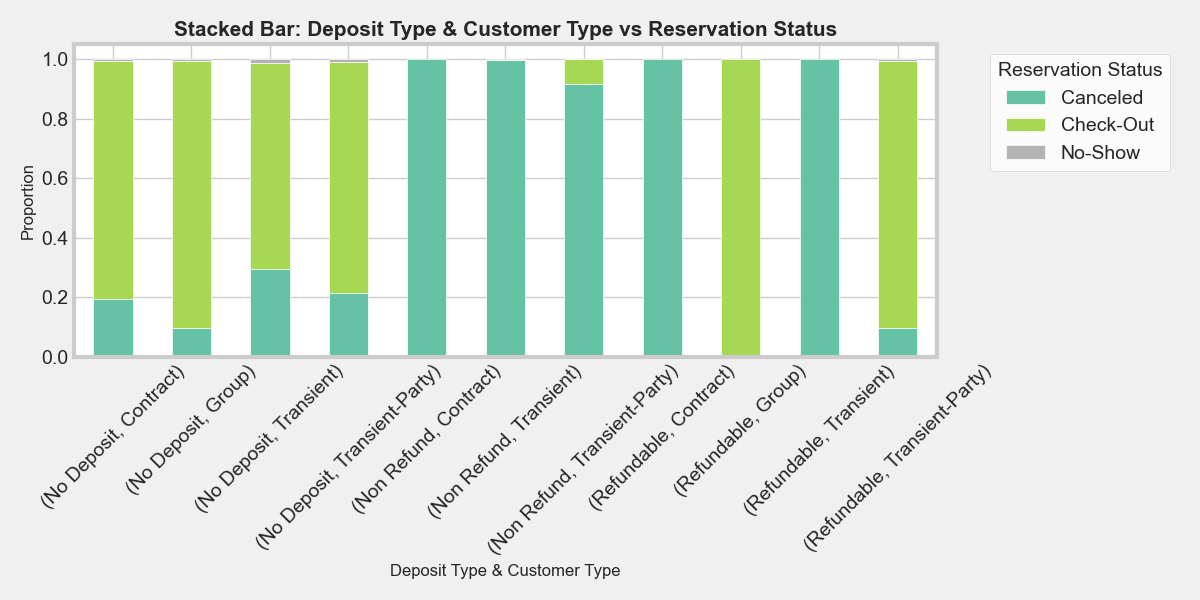 Stacked Bar: Deposit Type & Customer Type vs Reservation Status
Reservation Status
Canceled
Check-Out
No-Show
Proportion
1.0
0.8
0.6
0.4
0.2
0.0
(No Deposit, Contract)
(No Deposit, Group)
(No Deposit, Transient)
(No Deposit, Transient-Party)
(Non Refund, Contract)
(Non Refund, Transient)
(Non Refund, Transient-Party)
(Refundable, Contract)
(Refundable, Group)
(Refundable, Transient)
(Refundable, Transient-Party)
Deposit Type & Customer Type